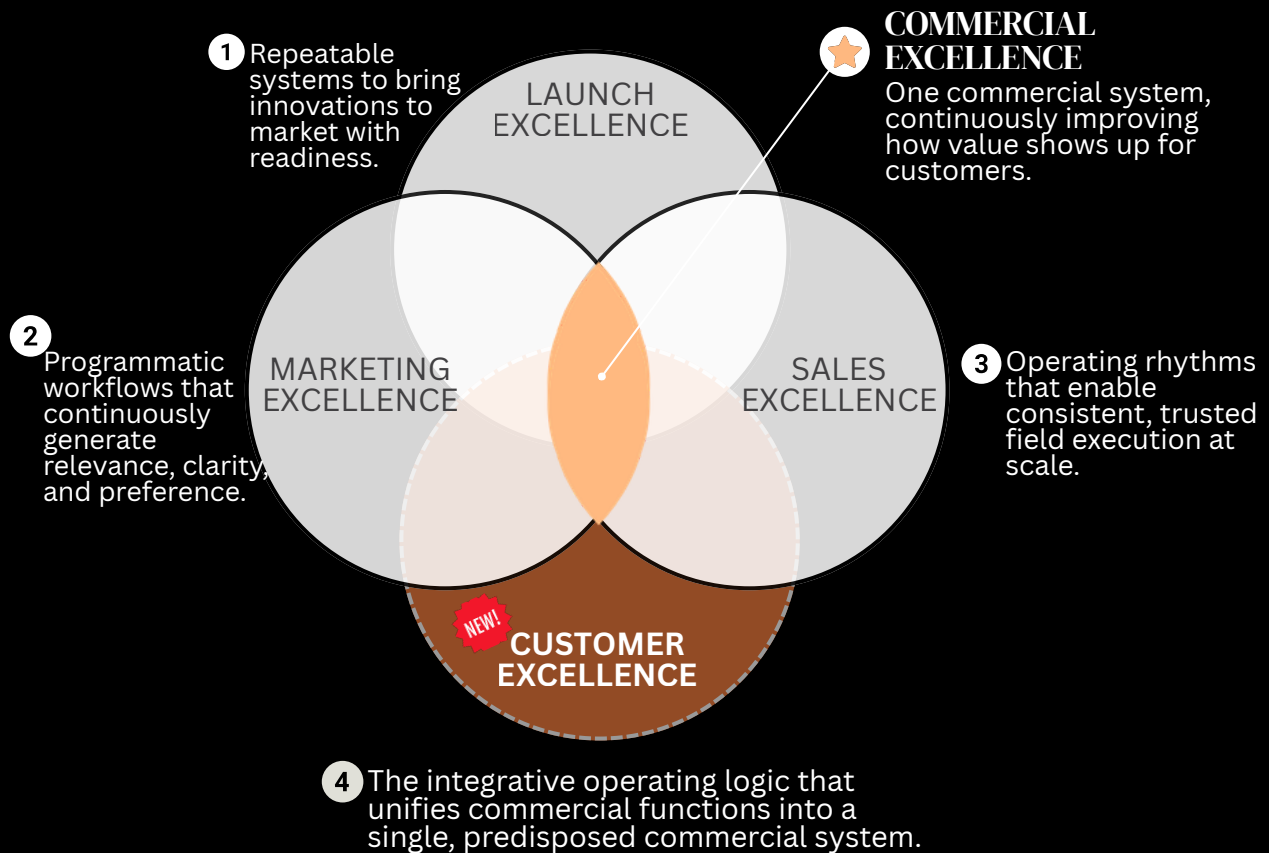 1
Repeatable
systems to bring
innovations to
market with
readiness.
LAUNCH
EXCELLENCE
COMMERCIAL
EXCELLENCE
One commercial system,
continuously improving
how value shows up for
customers.
2
Programmatic
workflows that
continuously
generate
relevance, clarity,
and preference.
MARKETING
EXCELLENCE
SALES
EXCELLENCE
3
Operating rhythms
that enable
consistent, trusted
field execution at
scale.
NEW!
CUSTOMER
EXCELLENCE
4
The integrative operating logic that
unifies commercial functions into a
single, predisposed commercial system.